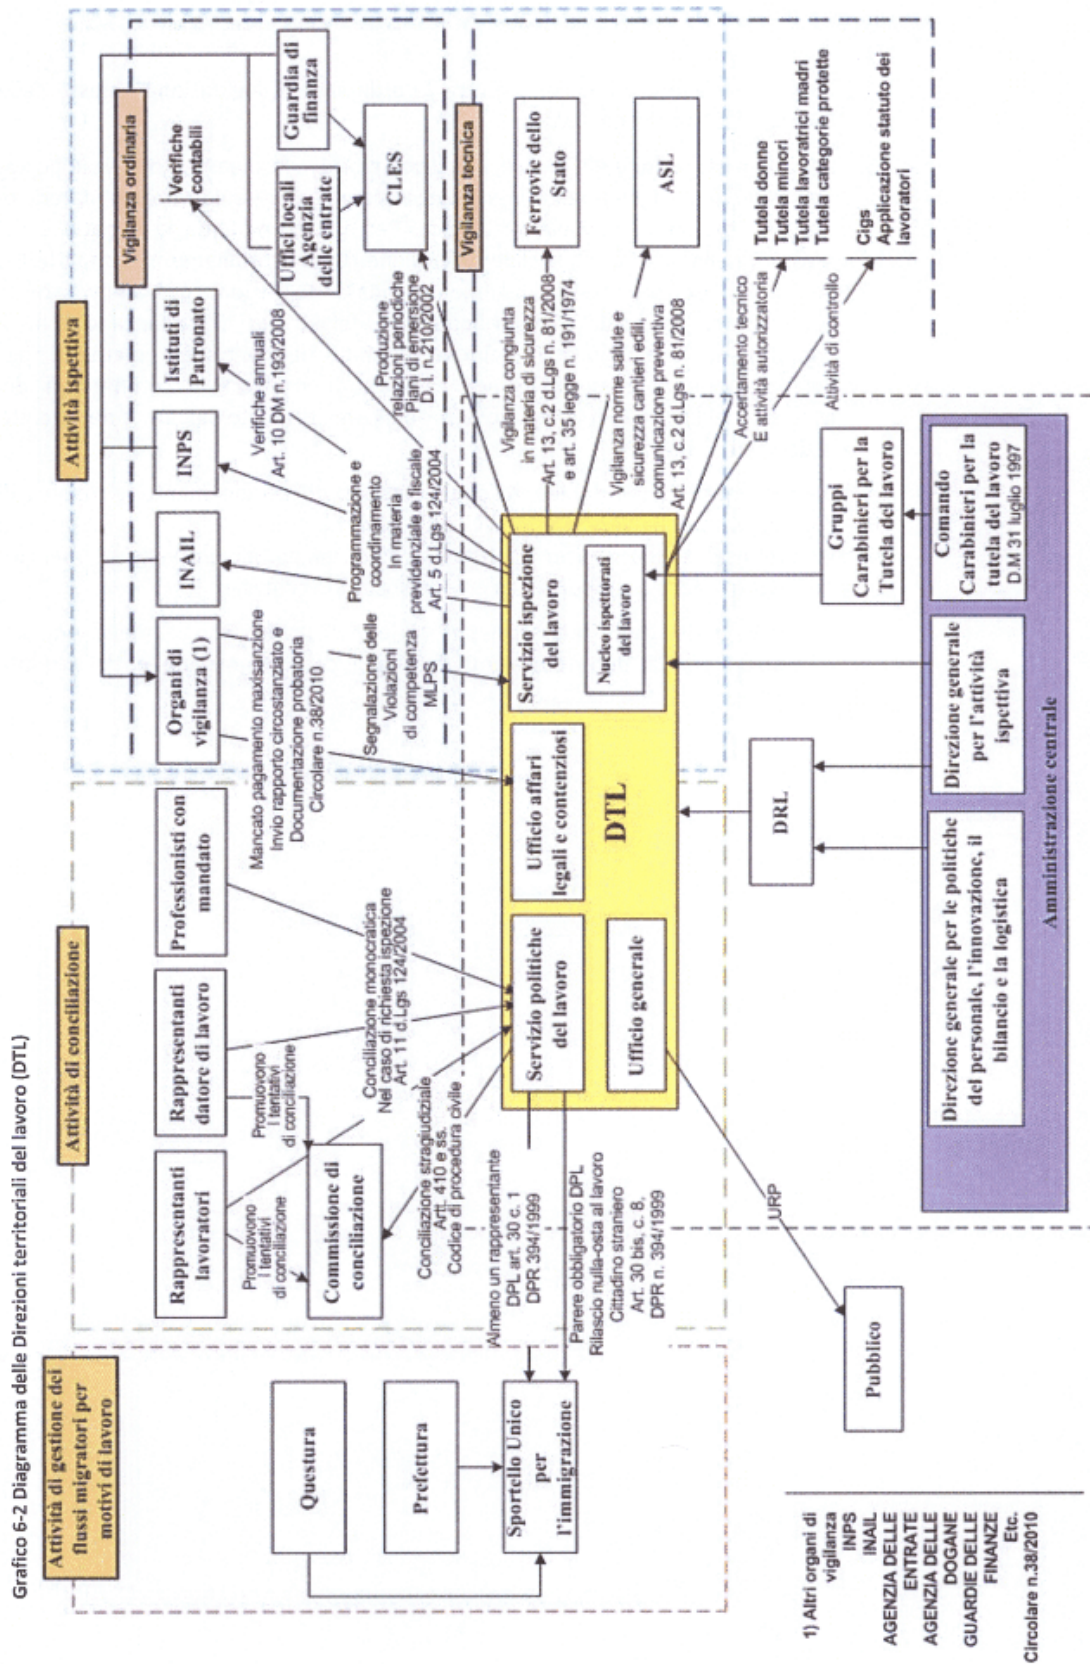 Grafico 6-2 Diagramma delle Direzioni territoriali del lavoro (DTL)
Attività di gestione dei
flussi migratori per
motivi di lavoro
Attività di conciliazione
Attività ispettiva
Vigilanza ordinaria
Questura
Prefettura
Sportello Unico
per
l'immigrazione
Rappresentanti
lavoratori
Rappresentanti
datore di lavoro
Professionisti con
mandato
Promuovono
I tentativi
di conciliazione
Promuovono
I tentativi
di conciliazione
Commissione di
conciliazione
Conciliazione monocratica
Nel caso di richiesta ispezione
Art. 11 d.Lgs 124/2004
Conciliazione stragiudiziale
Artt. 410 e ss.
Codice di procedura civile
Almeno un rappresentante
DPL art. 30 c. 1
DPR 394/1999
Parere obbligatorio DPL
Rilascio nulla-osta al lavoro
Cittadino straniero
Art. 30 bis, c. 8,
DPR n. 394/1999
Organi di
vigilanza (1)
INAIL
INPS
Istituti di
Patronato
Verifiche
contabili
Uffici locali
Agenzia
delle entrate
Guardia di
finanza
CLES
Mancato pagamento maxisanzione
Invio rapporto circostanziato e
Documentazione probatoria
Circolare n.38/2010
Segnalazione delle
Violazioni
di competenza
MLPS
Programmazione e
coordinamento
In materia
previdenziale e fiscale
Art. 5 d.Lgs 124/2004
Verifiche annuali
Art. 10 DM n.193/2008
Produzione
relazioni periodiche
Piani di emersione
D. l. n.210/2002
Vigilanza tecnica
Ferrovie dello
Stato
ASL
Vigilanza congiunta
in materia di sicurezza
Art. 13, c.2 d.Lgs n. 81/2008
e art. 35 legge n. 191/1974
Vigilanza norme salute e
sicurezza cantieri edili,
comunicazione preventiva
Art. 13, c.2 d.Lgs n. 81/2008
Accertamento tecnico
E attività autorizzatoria
Tutela donne
Tutela minori
Tutela lavoratrici madri
Tutela categorie protette
Attività di controllo
Cigs
Applicazione statuto dei
lavoratori
Servizio politiche
del lavoro
Ufficio affari
legali e contenziosi
Servizio ispezione
del lavoro
Nucleo ispettorati
del lavoro
Ufficio generale
DTL
URP
Pubblico
DRL
Gruppi
Carabinieri per la
Tutela del lavoro
Direzione generale per le politiche
del personale, l'innovazione, il
bilancio e la logistica
Direzione generale
per l'attività
ispettiva
Comando
Carabinieri per la
tutela del lavoro
D.M 31 luglio 1997
Amministrazione centrale
1) Altri organi di
vigilanza
INPS
INAIL
AGENZIA DELLE
ENTRATE
AGENZIA DELLE
DOGANE
GUARDIE DELLE
FINANZE
Etc.
Circolare n.38/2010